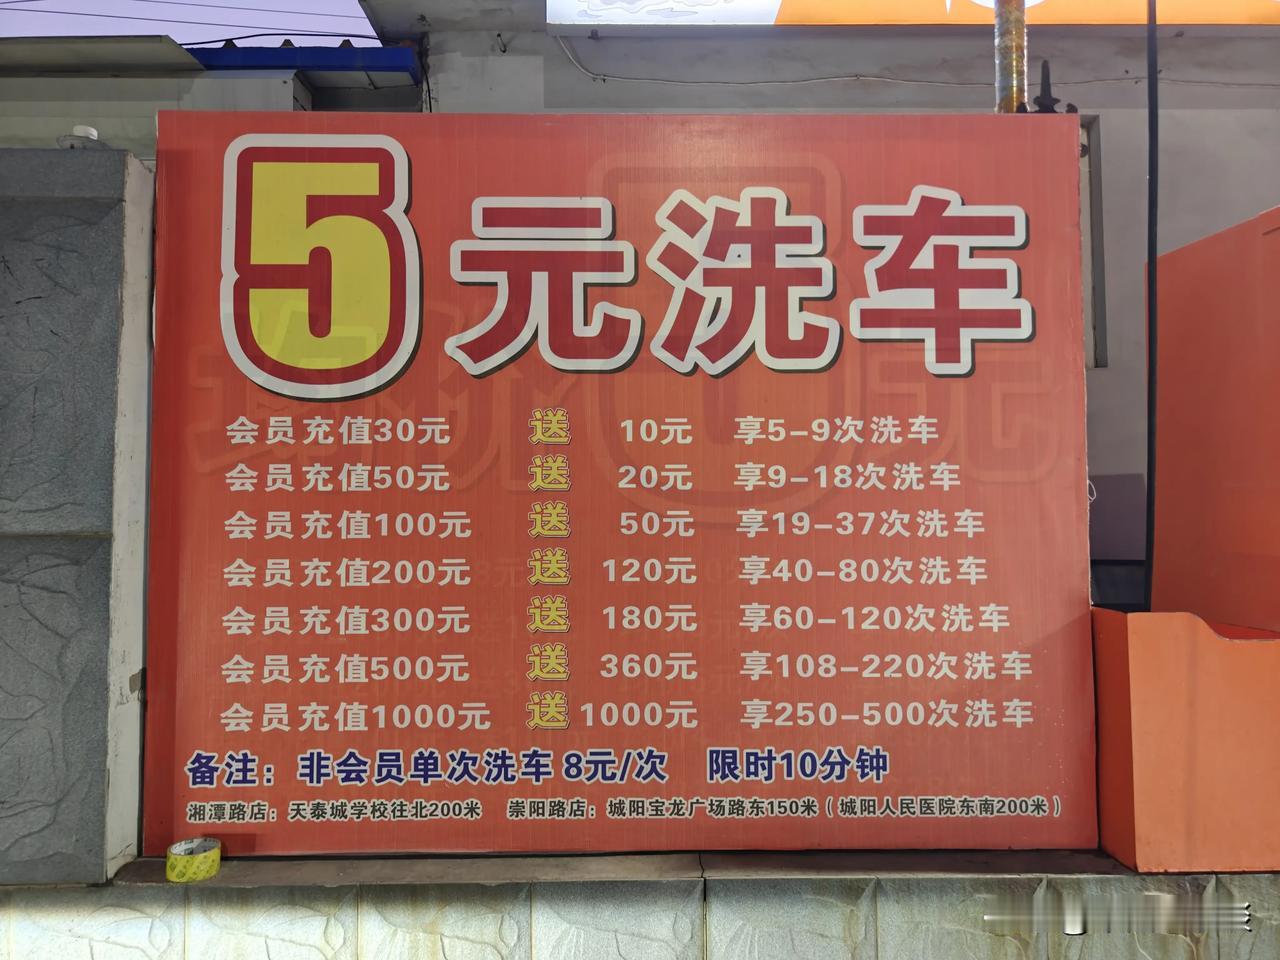 5元洗车
会员充值30元 送 10元 享5-9次洗车
会员充值50元 送 20元 享9-18次洗车
会员充值100元 送 50元 享19-37次洗车
会员充值200元 送 120元 享40-80次洗车
会员充值300元 送 180元 享60-120次洗车
会员充值500元 送 360元 享108-220次洗车
会员充值1000元 送 1000元 享250-500次洗车
备注：非会员单次洗车 8元/次 限时10分钟
湘潭路店：天泰城学校往北200米 崇阳路店：城阳宝龙广场路东150米（城阳人民医院东南200米）